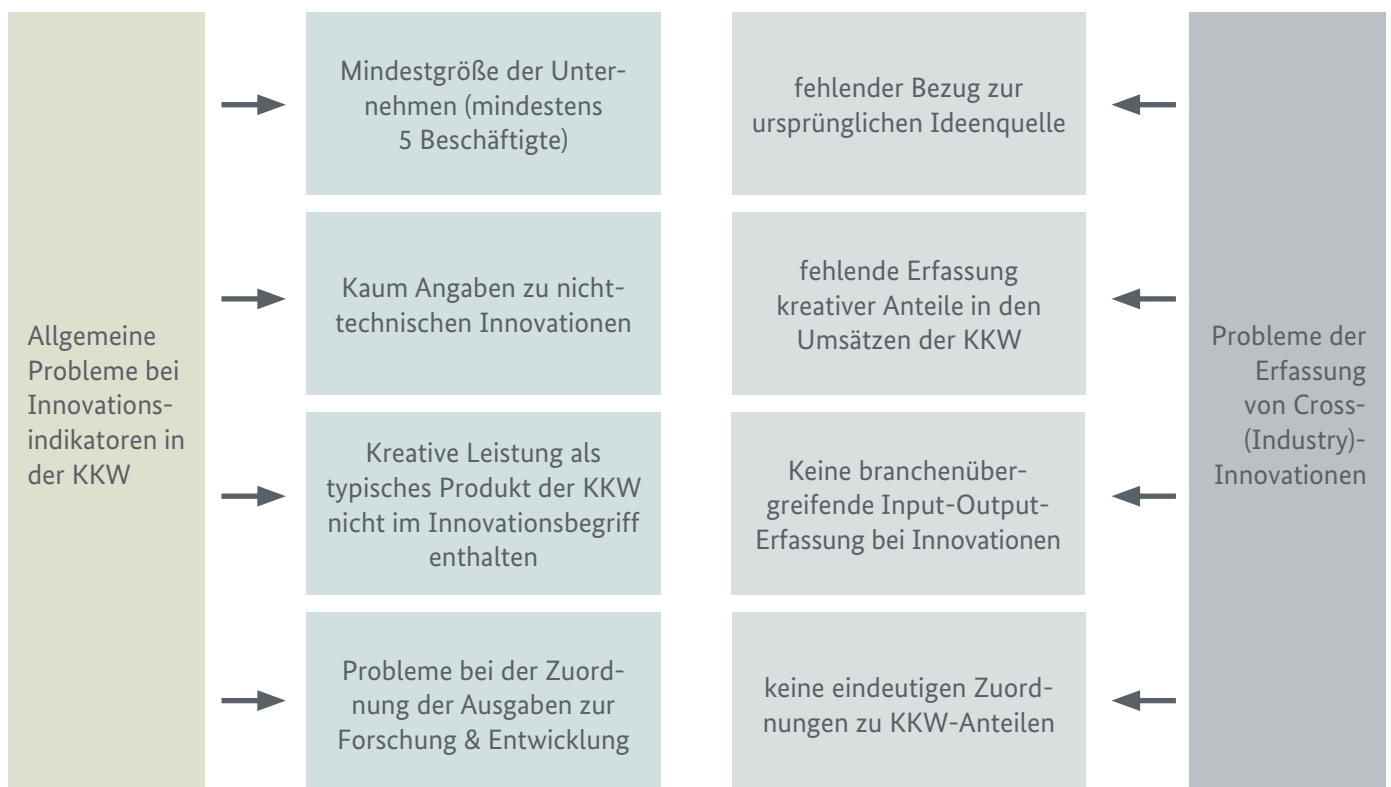 Allgemeine
Probleme bei
Innovations-
indikatoren in
der KKW
Mindestgröße der Unter-
nehmen (mindestens
5 Beschäftigte)
Kaum Angaben zu nicht-
technischen Innovationen
Kreative Leistung als
typisches Produkt der KKW
nicht im Innovationsbegriff
enthalten
Probleme bei der Zuord-
nung der Ausgaben zur
Forschung & Entwicklung
fehlender Bezug zur
ursprünglichen Ideenquelle
fehlende Erfassung
kreativer Anteile in den
Umsätzen der KKW
Keine branchenüber-
greifende Input-Output-
Erfassung bei Innovationen
keine eindeutigen Zuord-
nungen zu KKW-Anteilen
Probleme der
Erfassung
von Cross-
(Industry)-
Innovationen